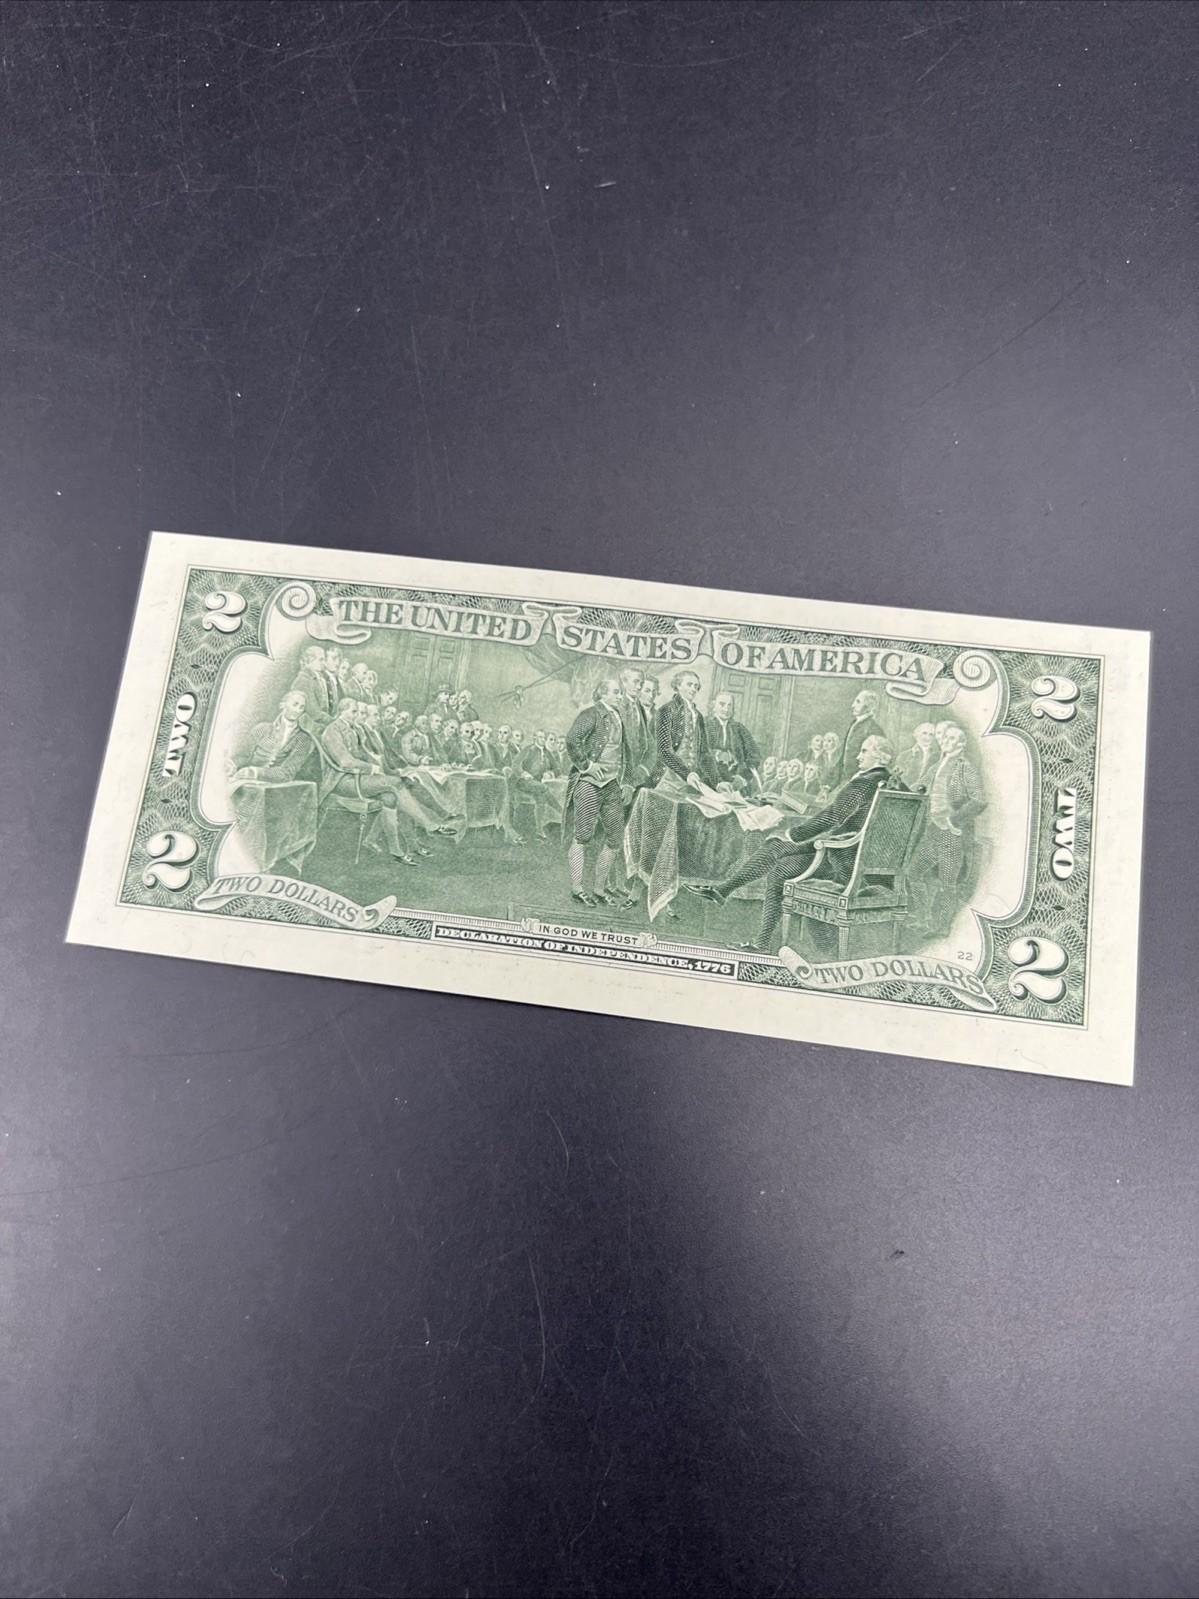 2 THE UNITED STATES OF AMERICA 2
TWO TWO
2 TWO DOLLARS
IN GOD WE TRUST
DECLARATION OF INDEPENDENCE, 1776
22
TWO DOLLARS 2